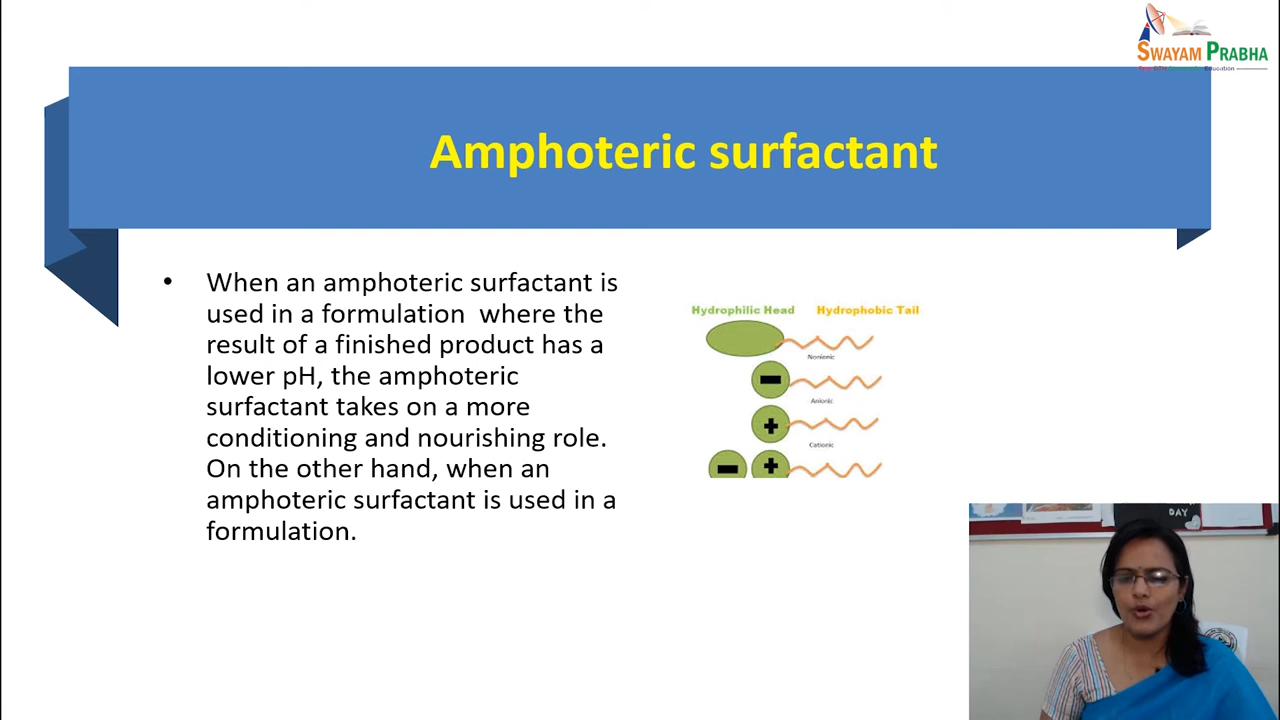 SWAYAM PRABHA
Amphoteric surfactant
• When an amphoteric surfactant is
used in a formulation where the
result of a finished product has a
lower pH, the amphoteric
surfactant takes on a more
conditioning and nourishing role.
On the other hand, when an
amphoteric surfactant is used in a
formulation.
Hydrophilic Head Hydrophobic Tail
Nonionic
Anionic
Cationic
DAY